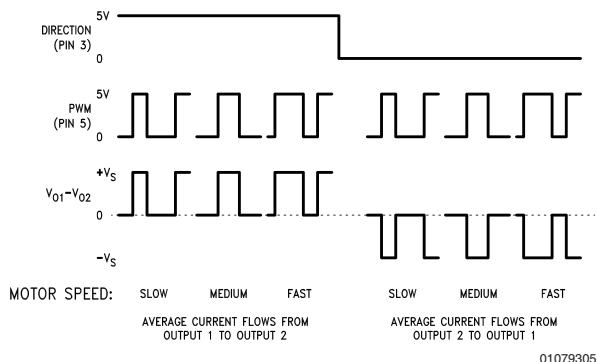 5V
DIRECTION
(PIN 3)
0
5V
PWM
(PIN 5)
0
+VS
VO1–VO2
0
–VS
MOTOR SPEED: SLOW MEDIUM FAST SLOW MEDIUM FAST
AVERAGE CURRENT FLOWS FROM
OUTPUT 1 TO OUTPUT 2
AVERAGE CURRENT FLOWS FROM
OUTPUT 2 TO OUTPUT 1
01079305